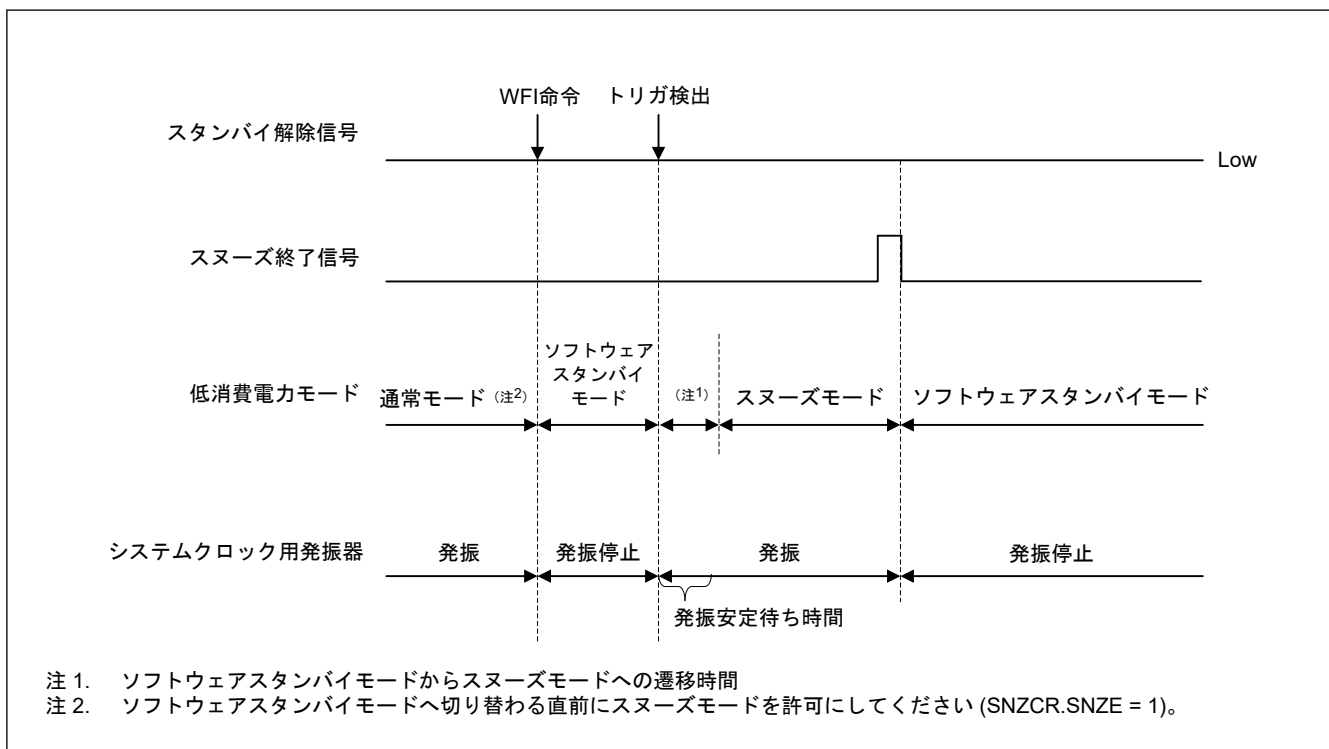 WFI命令 トリガ検出
スタンバイ解除信号
Low
スヌーズ終了信号
ソフトウェア
スタンバイ
モード
低消費電力モード
通常モード(注2)
(注1)
スヌーズモード
ソフトウェアスタンバイモード
システムクロック用発振器
発振
発振停止
発振
発振停止
発振安定待ち時間
注 1. ソフトウェアスタンバイモードからスヌーズモードへの遷移時間
注 2. ソフトウェアスタンバイモードへ切り替わる直前にスヌーズモードを許可にしてください (SNZCR.SNZE = 1)。